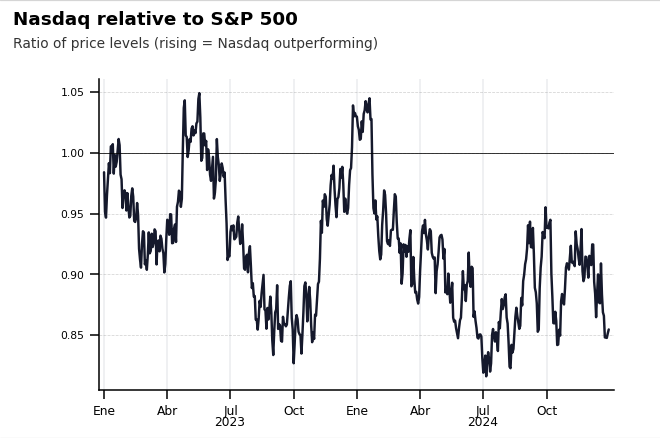 Nasdaq relative to S&P 500
Ratio of price levels (rising = Nasdaq outperforming)
1.05
1.00
0.95
0.90
0.85
Ene Abr Jul Oct Ene Abr Jul Oct
2023 2024